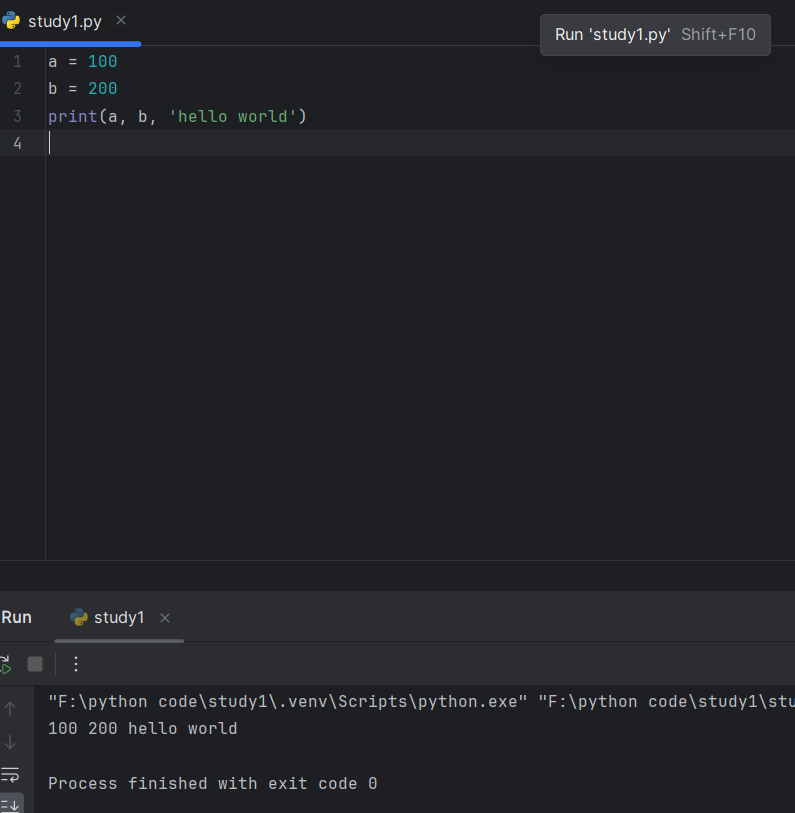 study1.py
Run 'study1.py' Shift+F10
1 a = 100
2 b = 200
3 print(a, b, 'hello world')
4
Run study1
"F:\python code\study1\.venv\Scripts\python.exe" "F:\python code\study1\stu
100 200 hello world
Process finished with exit code 0